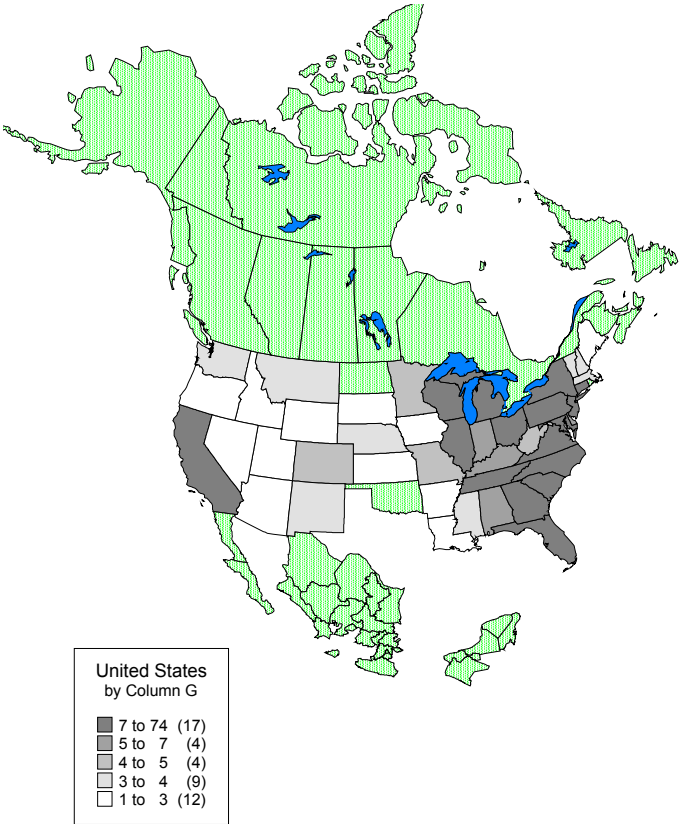 United States
by Column G
7 to 74 (17)
5 to 7 (4)
4 to 5 (4)
3 to 4 (9)
1 to 3 (12)